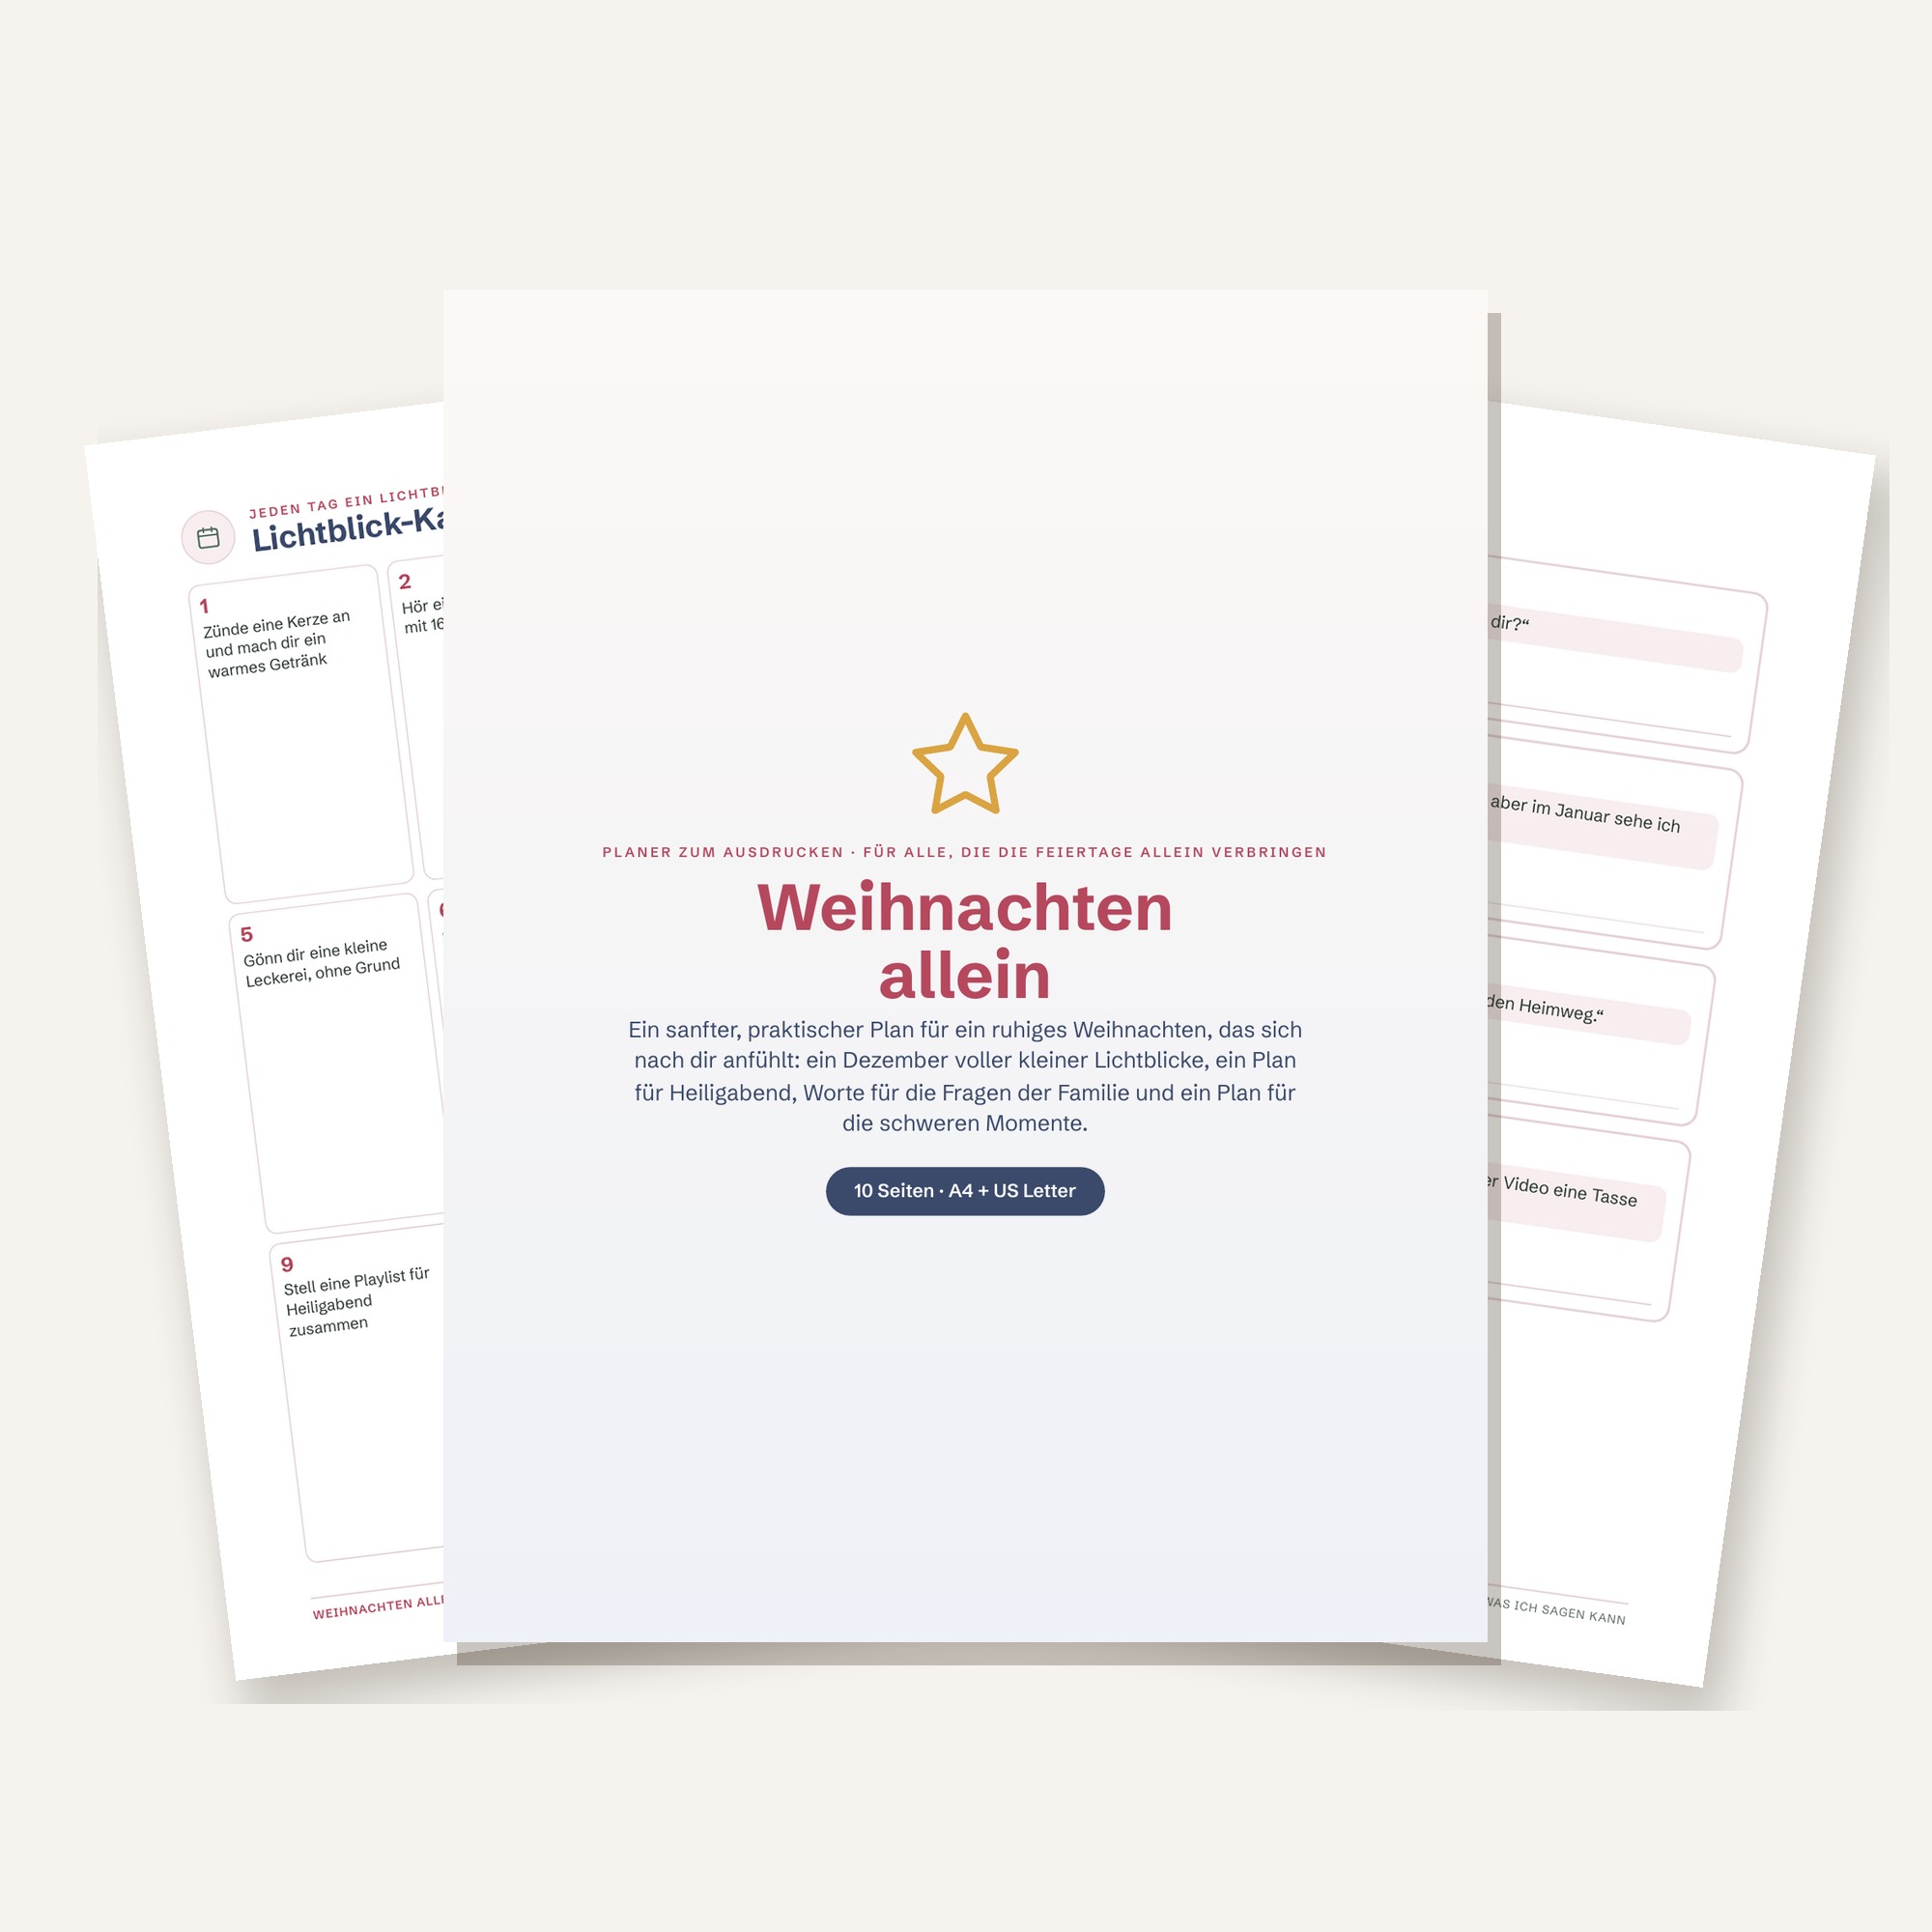 JEDEN TAG EIN
Lichtblick-Ka
1
Zünde eine Kerze an
und mach dir ein
warmes Getränk
2
Hör
mit 16
5
Gönn dir eine kleine
Leckerei, ohne Grund
9
Stell eine Playlist für
Heiligabend
zusammen
WEIHNACHTEN
PLANER ZUM AUSDRUCKEN · FÜR ALLE, DIE DIE FEIERTAGE ALLEIN VERBRINGEN
Weihnachten
allein
Ein sanfter, praktischer Plan für ein ruhiges Weihnachten, das sich
nach dir anfühlt: ein Dezember voller kleiner Lichtblicke, ein Plan
für Heiligabend, Worte für die Fragen der Familie und ein Plan für
die schweren Momente.
10 Seiten · A4 + US Letter
dir?“
aber im Januar sehe ich
den Heimweg.“
er Video eine Tasse
WAS ICH SAGEN KANN